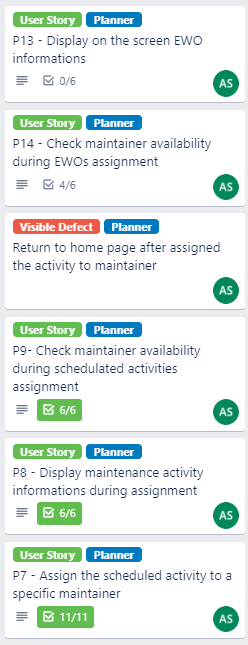 User Story Planner
P13 - Display on the screen EWO
informations
0/6 AS
User Story Planner
P14 - Check maintainer availability
during EWOs assignment
4/6 AS
Visible Defect Planner
Return to home page after assigned
the activity to maintainer
AS
User Story Planner
P9- Check maintainer availability
during schedulated activities
assignment
6/6 AS
User Story Planner
P8 - Display maintenance activity
informations during assignment
6/6 AS
User Story Planner
P7 - Assign the scheduled activity to a
specific maintainer
11/11 AS